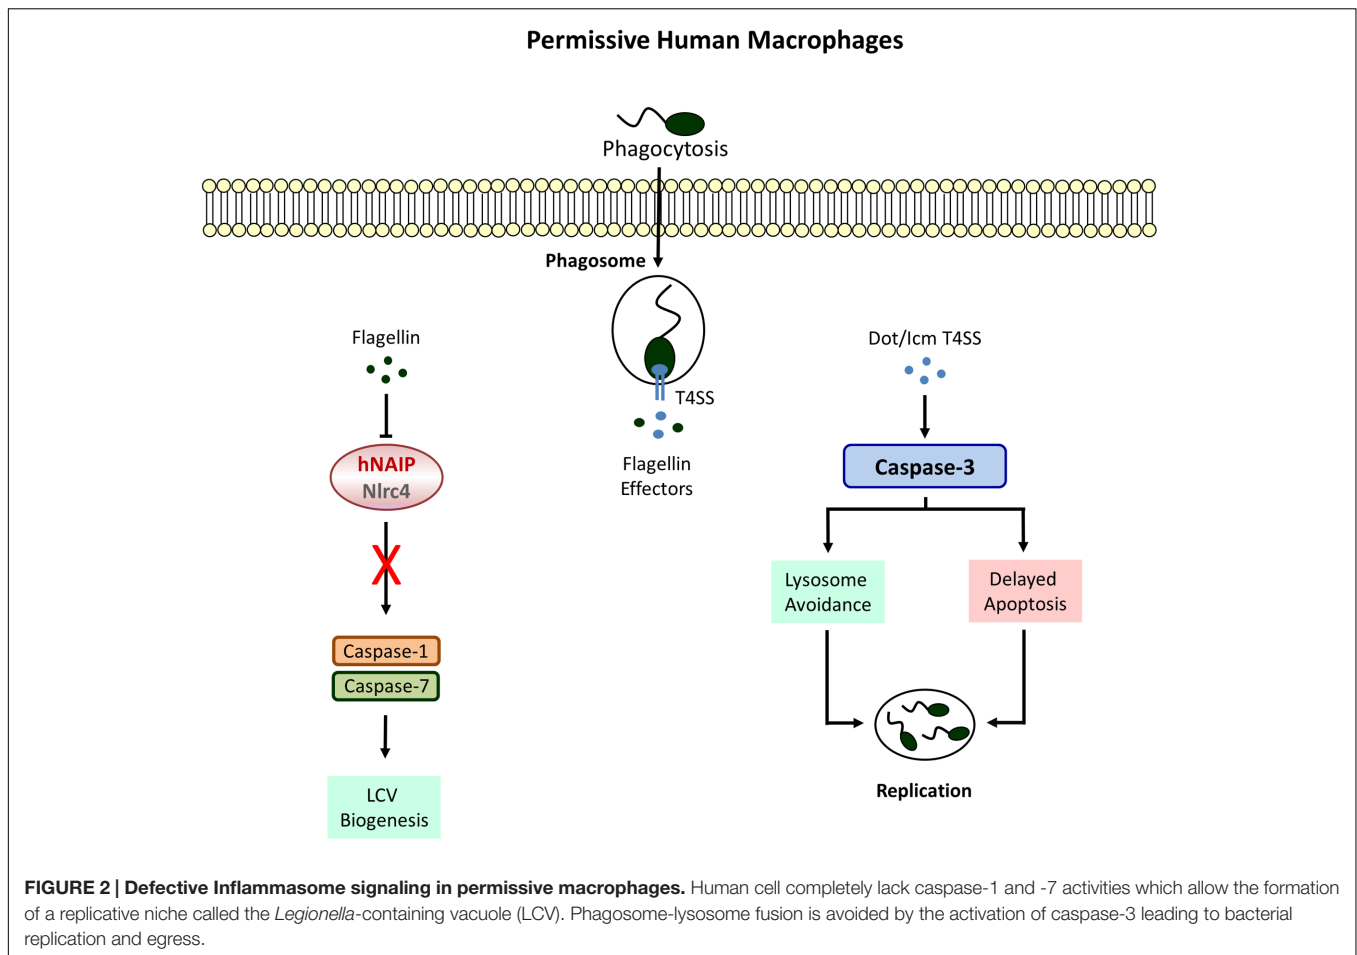 Permissive Human Macrophages
Phagocytosis
Phagosome
Flagellin
Dot/Icm T4SS
T4SS
hNAIP
Nlrc4
Flagellin
Effectors
Caspase-3
Lysosome
Avoidance
Delayed
Apoptosis
X
Caspase-1
Caspase-7
LCV
Biogenesis
Replication
FIGURE 2 | Defective Inflammasome signaling in permissive macrophages. Human cell completely lack caspase-1 and -7 activities which allow the formation
of a replicative niche called the Legionella-containing vacuole (LCV). Phagosome-lysosome fusion is avoided by the activation of caspase-3 leading to bacterial
replication and egress.